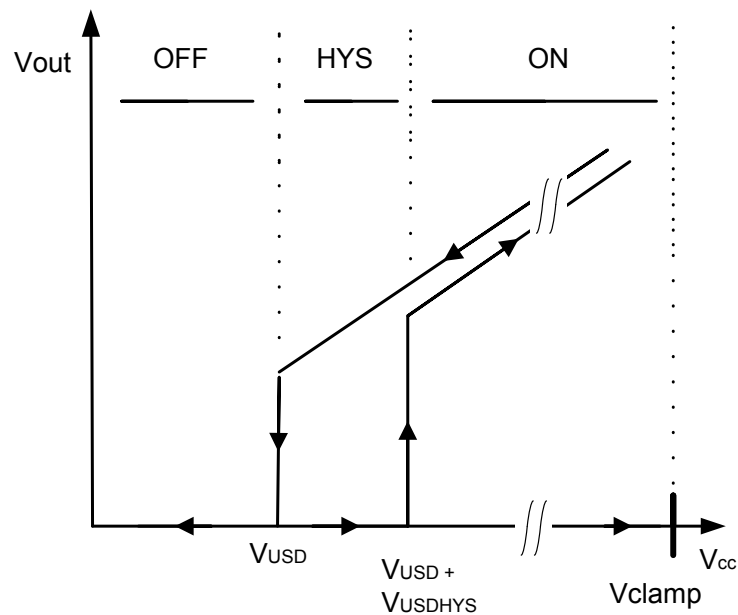 Vout
OFF
HYS
ON
VUSD
VUSD +
VUSDHYS
Vcc
Vclamp